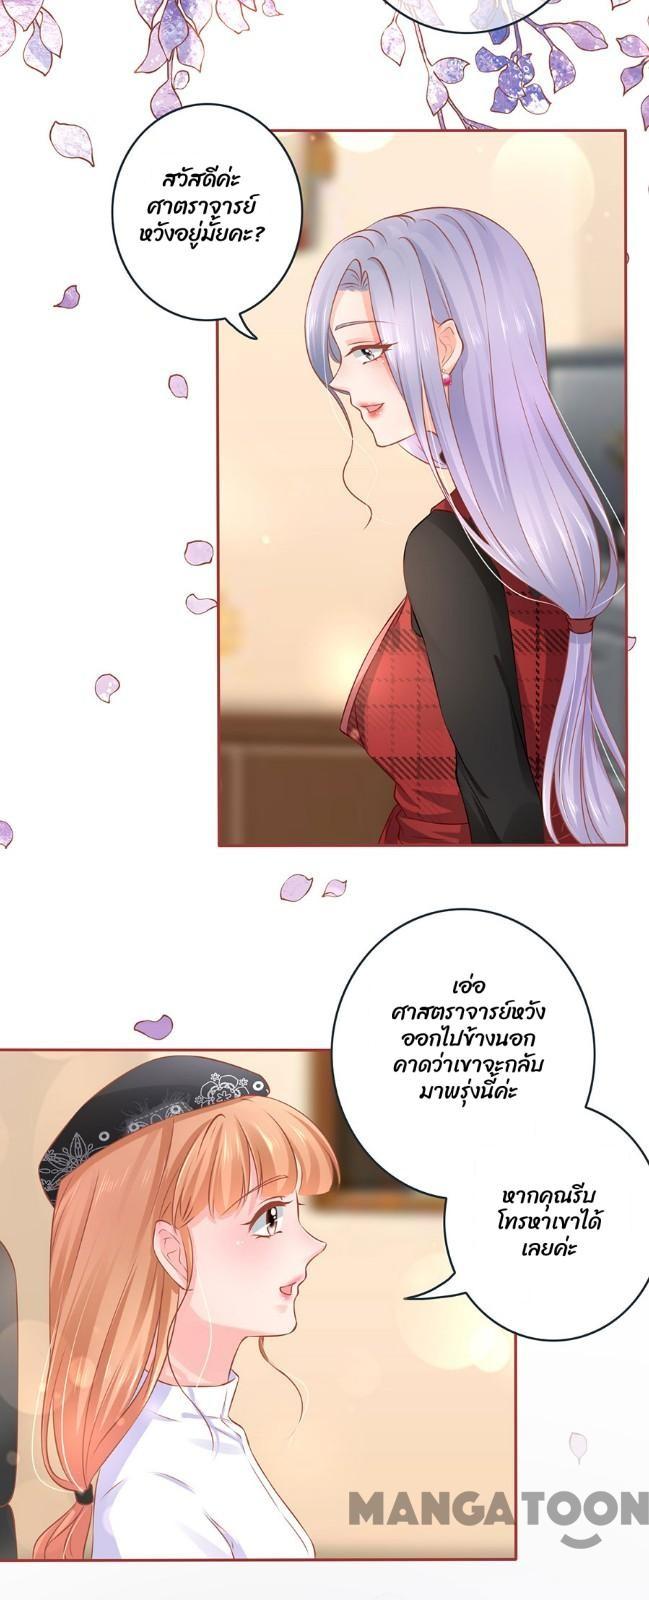 สวัสดีค่ะ
ศาตราจารย์
หวังอยู่มั้ยคะ?
เอ่อ
ศาสตราจารย์หวัง
ออกไปข้างนอก
คาดว่าเขาจะกลับ
มาพรุ่งนี้ค่ะ
หากคุณรีบ
โทรหาเขาได้
เลยค่ะ
MANGATOON